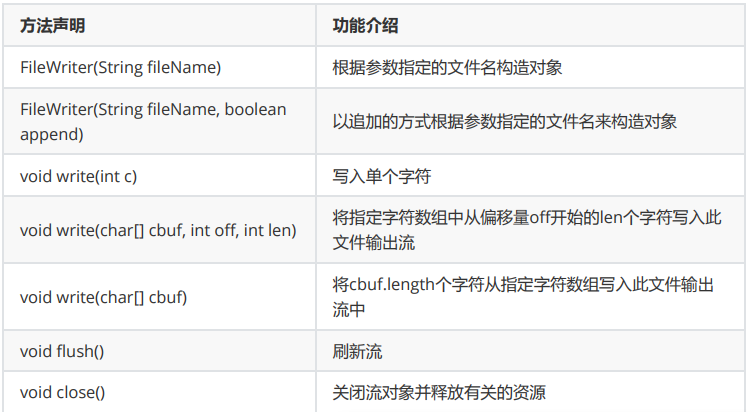 方法声明
功能介绍
FileWriter(String fileName)
根据参数指定的文件名构造对象
FileWriter(String fileName, boolean
append)
以追加的方式根据参数指定的文件名来构造对象
void write(int c)
写入单个字符
void write(char[] cbuf, int off, int len)
将指定字符数组中从偏移量off开始的len个字符写入此
文件输出流
void write(char[] cbuf)
将cbuf.length个字符从指定字符数组写入此文件输出
流中
void flush()
刷新流
void close()
关闭流对象并释放有关的资源